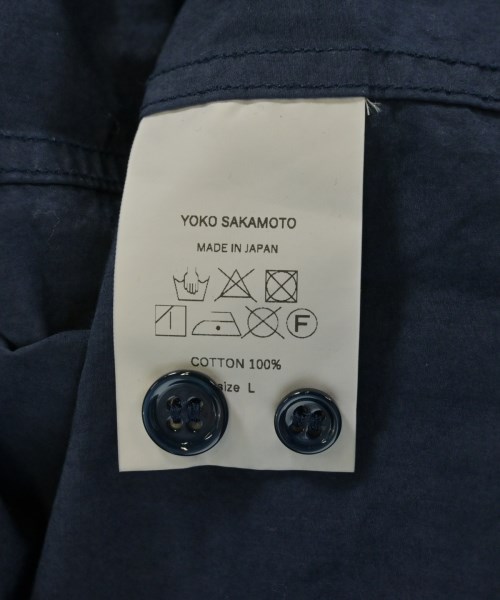 YOKO SAKAMOTO
MADE IN JAPAN
F
COTTON 100%
size L